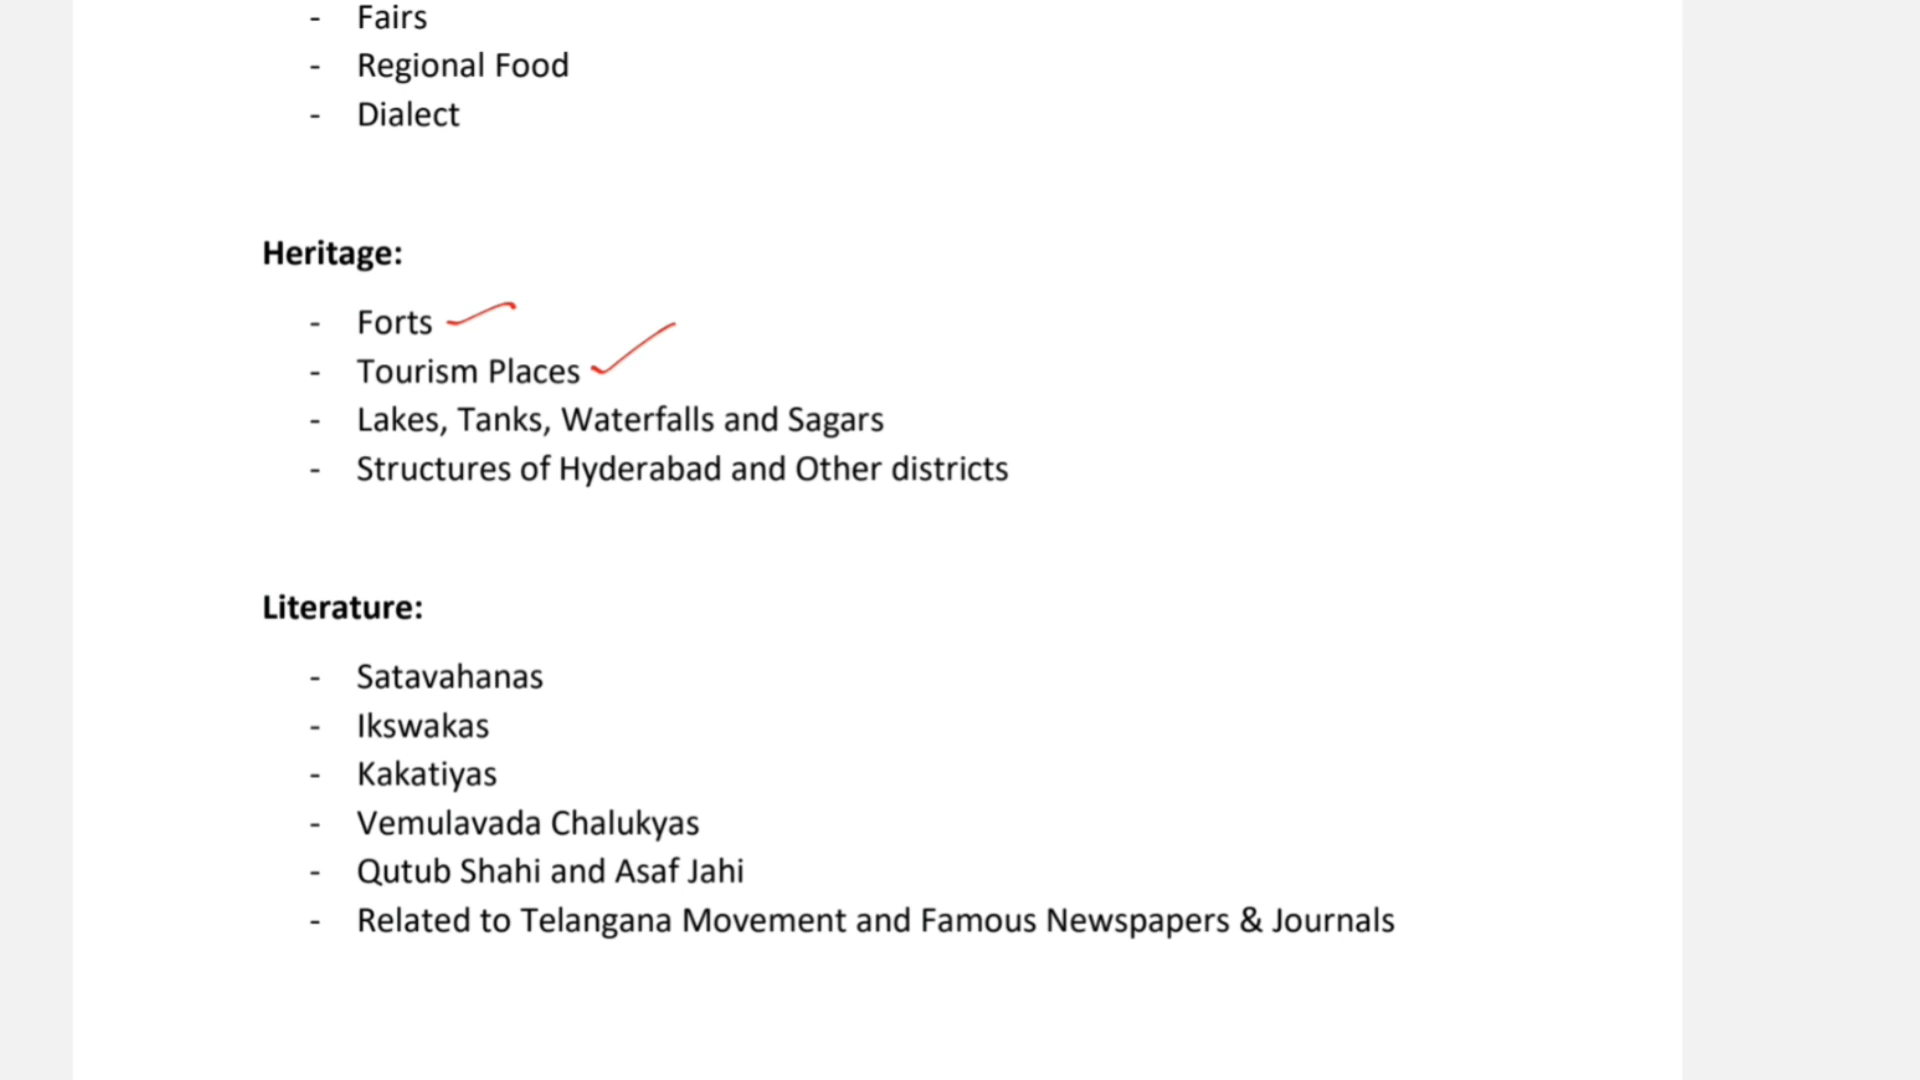 - Fairs
- Regional Food
- Dialect
Heritage:
- Forts
- Tourism Places
- Lakes, Tanks, Waterfalls and Sagars
- Structures of Hyderabad and Other districts
Literature:
- Satavahanas
- Ikswakas
- Kakatiyas
- Vemulavada Chalukyas
- Qutub Shahi and Asaf Jahi
- Related to Telangana Movement and Famous Newspapers & Journals